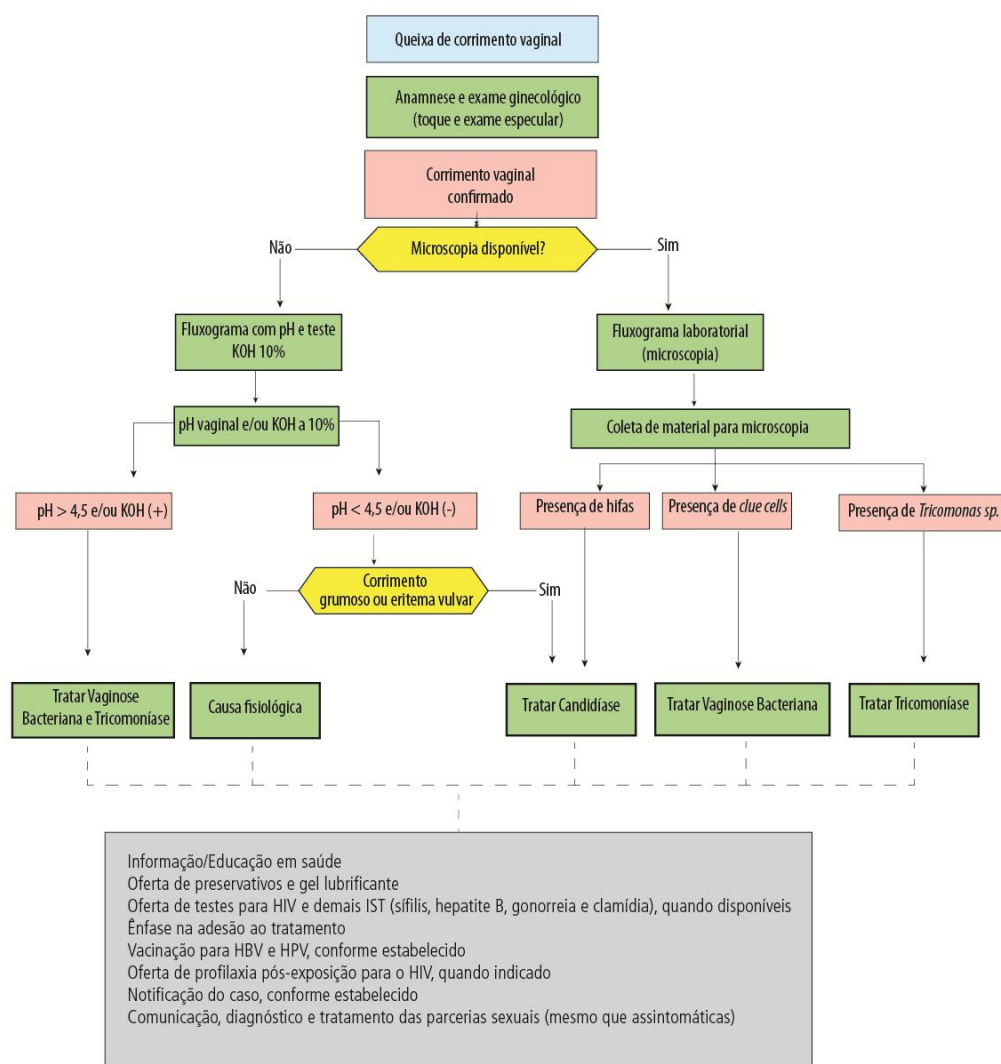 Queixa de corrimento vaginal
Anamnese e exame ginecológico
(toque e exame especular)
Corrimento vaginal
confirmado
Microscopia disponível?
Não
Sim
Fluxograma com pH e teste
KOH 10%
Fluxograma laboratorial
(microscopia)
pH vaginal e/ou KOH a 10%
Coleta de material para microscopia
pH > 4,5 e/ou KOH (+)
pH < 4,5 e/ou KOH (-)
Presença de hifas
Presença de clue cells
Presença de Tricomonas sp.
Não
Corrimento
grumoso ou eritema vulvar
Sim
Tratar Vaginose
Bacteriana e Tricomoníase
Causa fisiológica
Tratar Candidíase
Tratar Vaginose Bacteriana
Tratar Tricomoníase
Informação/Educação em saúde
Oferta de preservativos e gel lubrificante
Oferta de testes para HIV e demais IST (sífilis, hepatite B, gonorreia e clamídia), quando disponíveis
Ênfase na adesão ao tratamento
Vacinação para HBV e HPV, conforme estabelecido
Oferta de profilaxia pós-exposição para o HIV, quando indicado
Notificação do caso, conforme estabelecido
Comunicação, diagnóstico e tratamento das parcerias sexuais (mesmo que assintomáticas)